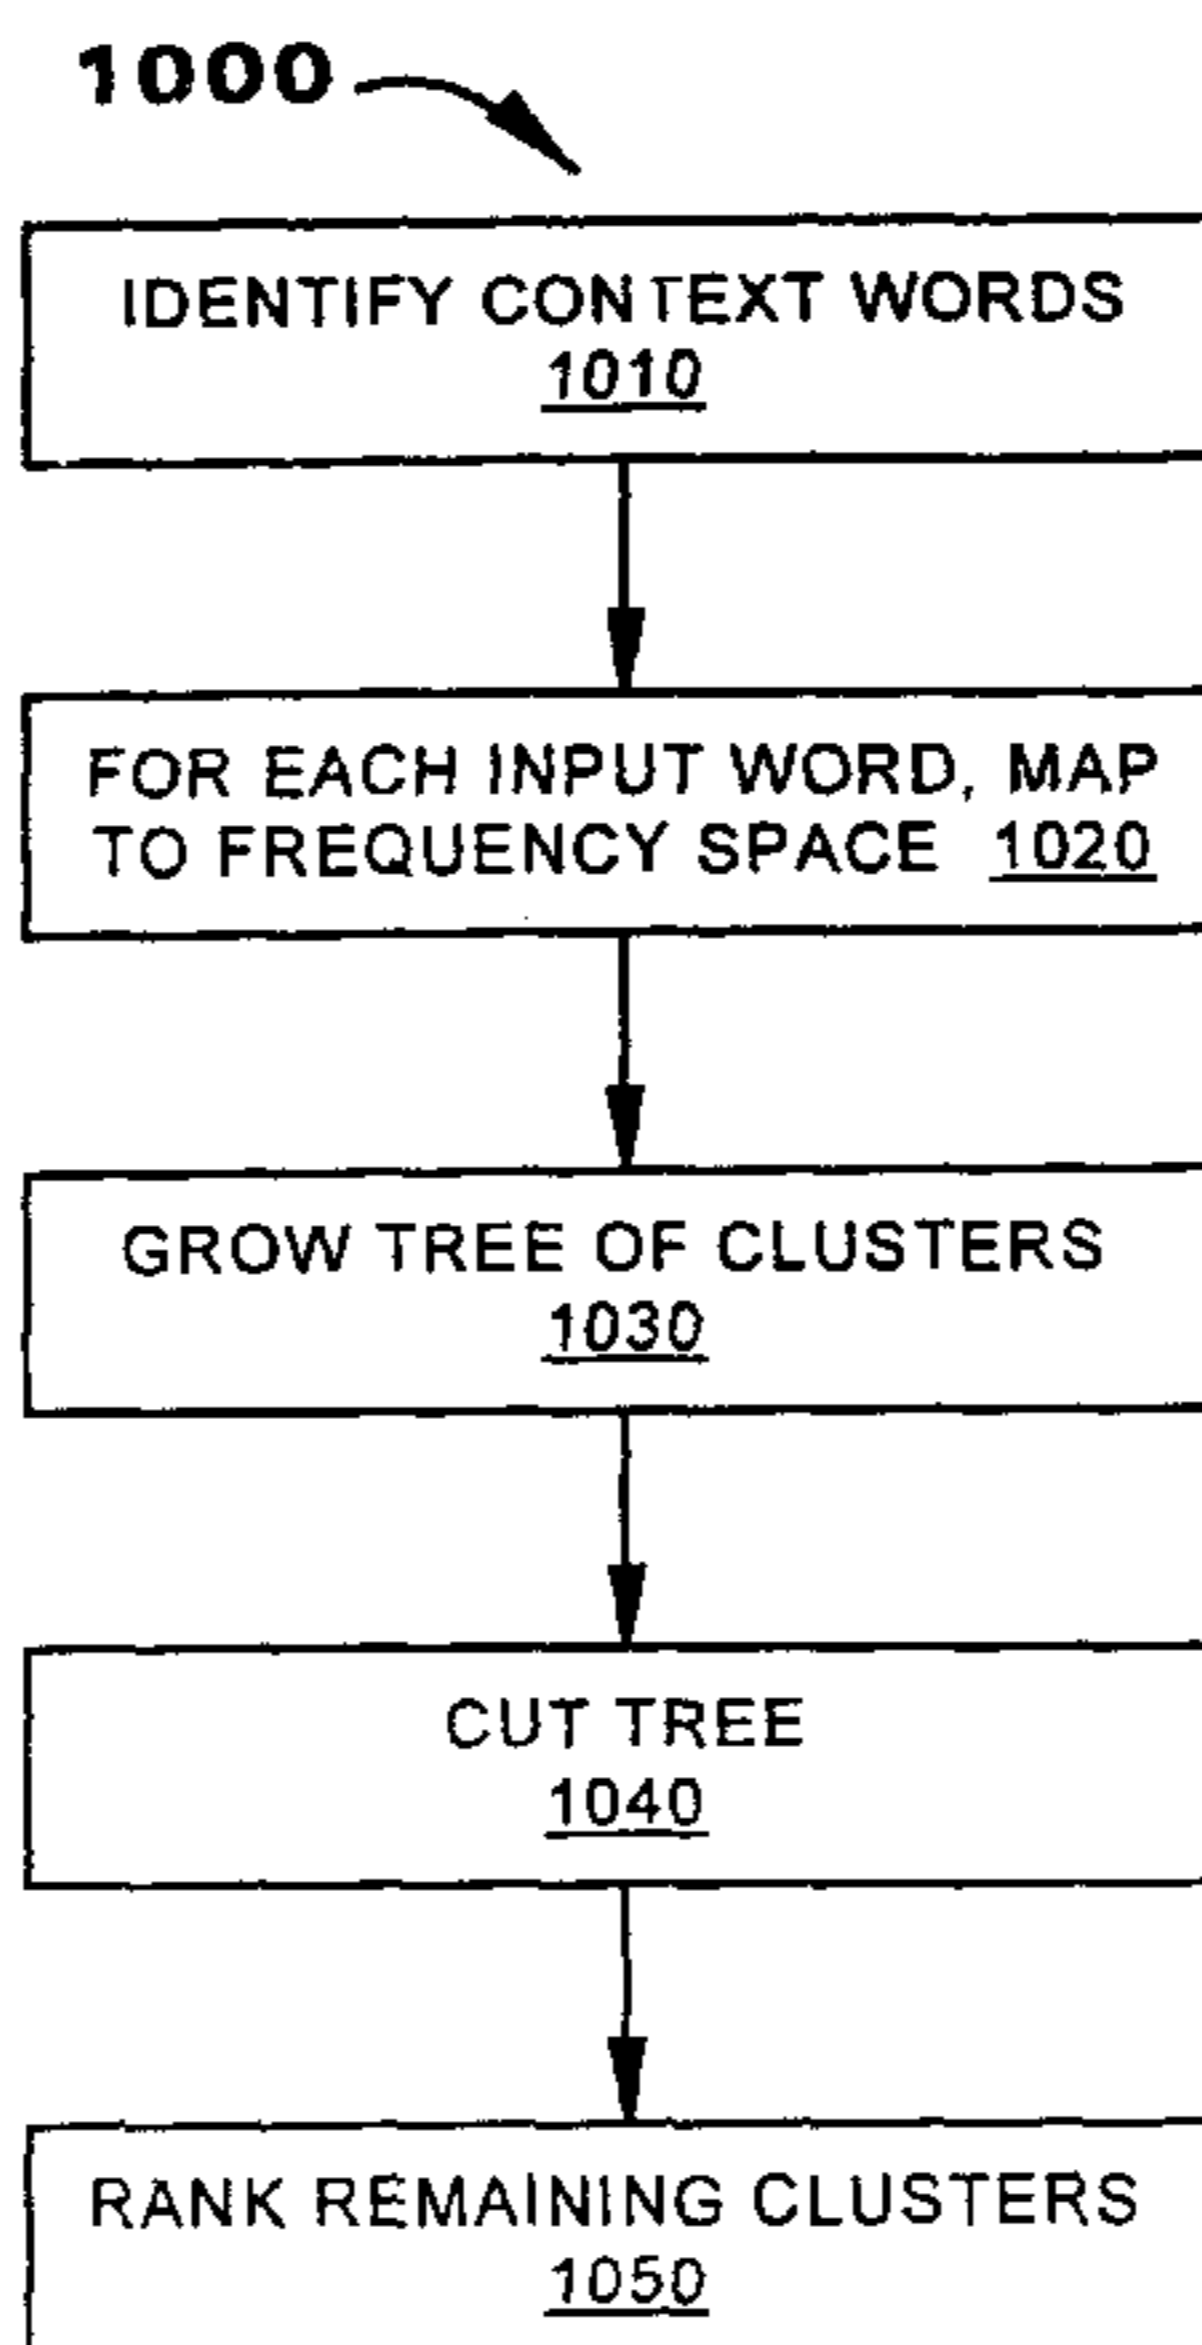 1000
IDENTIFY CONTEXT WORDS
1010
FOR EACH INPUT WORD, MAP
TO FREQUENCY SPACE 1020
GROW TREE OF CLUSTERS
1030
CUT TREE
1040
RANK REMAINING CLUSTERS
1050